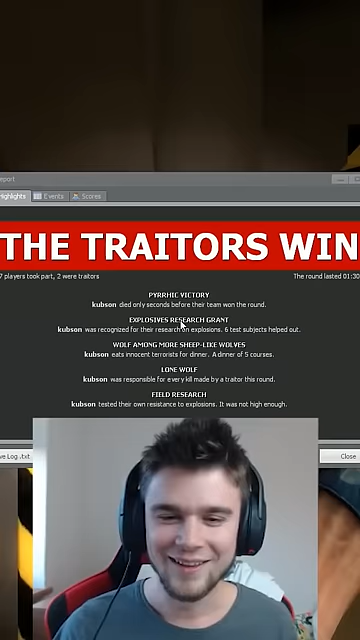 eport
Highlights Events Scores
THE TRAITORS WIN
7 players took part, 2 were traitors The round lasted 01:30
PYRRHIC VICTORY
kubson died only seconds before their team won the round.
EXPLOSIVES RESEARCH GRANT
kubson was recognized for their research on explosions. 6 test subjects helped out.
WOLF AMONG MORE SHEEP-LIKE WOLVES
kubson eats innocent terrorists for dinner. A dinner of 5 courses.
LONE WOLF
kubson was responsible for every kill made by a traitor this round.
FIELD RESEARCH
kubson tested their own resistance to explosions. It was not high enough.
ve Log .txt Close